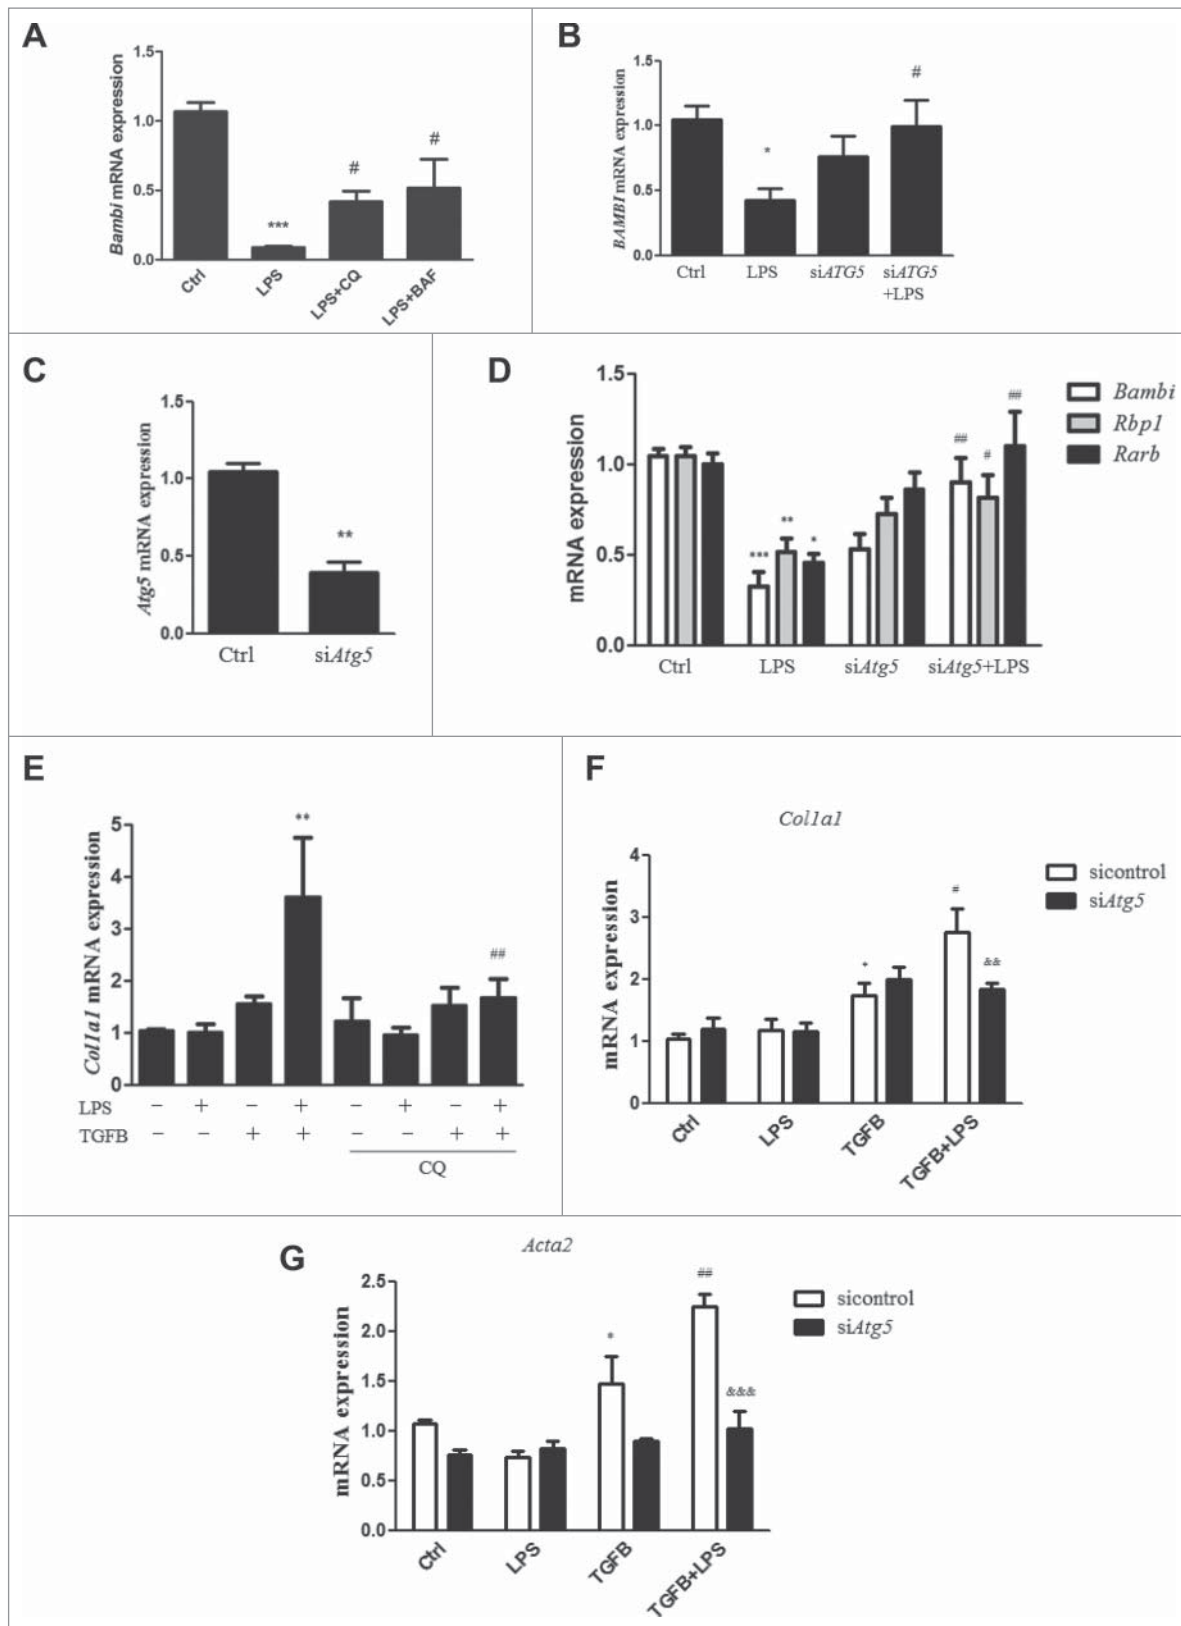 A
Bambi mRNA expression
1.5
1.0
0.5
0.0
***
#
#
Ctrl
LPS
LPS+CQ
LPS+BAF
B
BAMBI mRNA expression
1.5
1.0
0.5
0.0
*
#
Ctrl
LPS
siATG5
siATG5
+LPS
C
Atg5 mRNA expression
1.5
1.0
0.5
0.0
**
Ctrl
siAtg5
D
mRNA expression
1.5
1.0
0.5
0.0
***
**
*
##
#
##
Ctrl
LPS
siAtg5
siAtg5+LPS
Bambi
Rbp1
Rarb
E
Col1a1 mRNA expression
5
4
3
2
1
0
**
##
LPS − + − + − + − +
TGFB − − + + − − + +
CQ
F
Col1a1
mRNA expression
4
3
2
1
0
*
#
&&
Ctrl
LPS
TGFB
TGFB+LPS
sicontrol
siAtg5
G
Acta2
mRNA expression
2.5
2.0
1.5
1.0
0.5
0.0
*
##
&&&
Ctrl
LPS
TGFB
TGFB+LPS
sicontrol
siAtg5